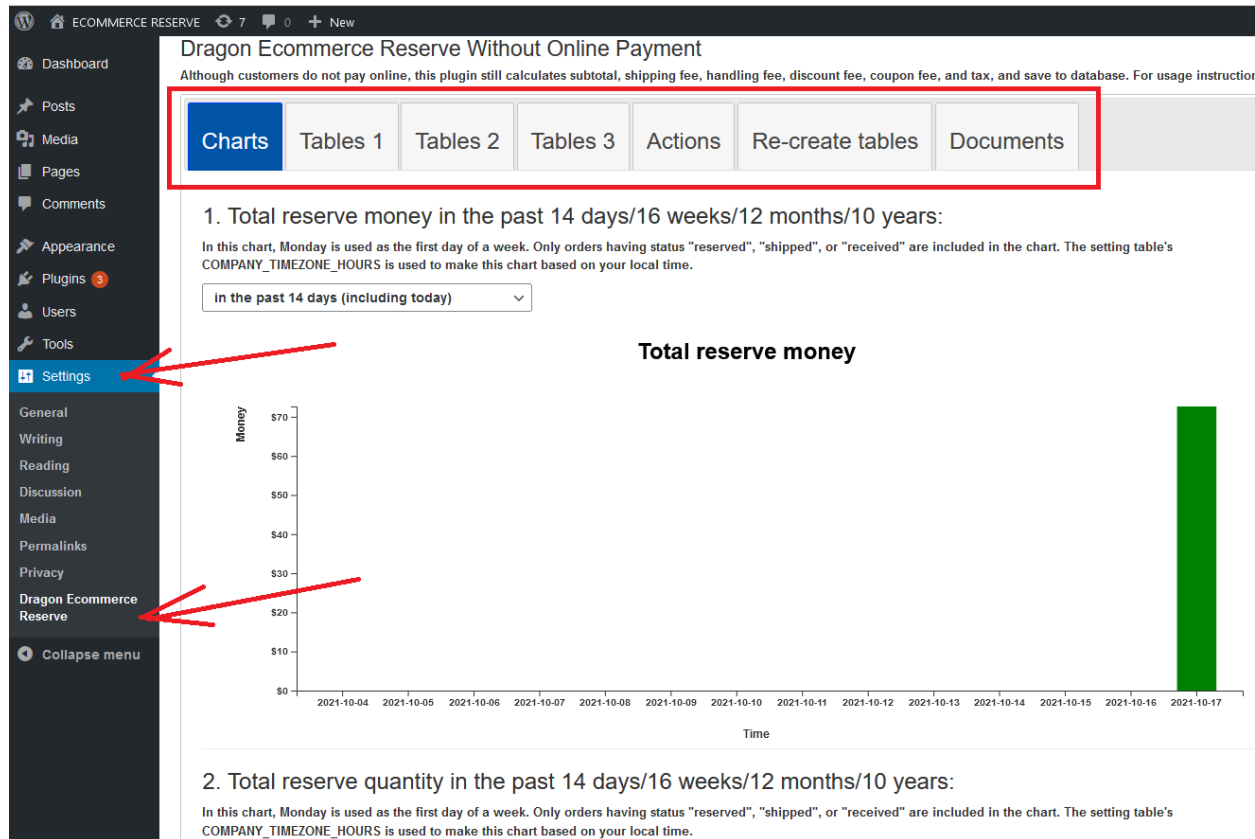 ECOMMERCE RESERVE 7 0 + New
Dashboard
Posts
Media
Pages
Comments
Appearance
Plugins 3
Users
Tools
Settings
General
Writing
Reading
Discussion
Media
Permalinks
Privacy
Dragon Ecommerce
Reserve
Collapse menu
Dragon Ecommerce Reserve Without Online Payment
Although customers do not pay online, this plugin still calculates subtotal, shipping fee, handling fee, discount fee, coupon fee, and tax, and save to database. For usage instruction
Charts Tables 1 Tables 2 Tables 3 Actions Re-create tables Documents
1. Total reserve money in the past 14 days/16 weeks/12 months/10 years:
In this chart, Monday is used as the first day of a week. Only orders having status "reserved", "shipped", or "received" are included in the chart. The setting table's
COMPANY_TIMEZONE_HOURS is used to make this chart based on your local time.
in the past 14 days (including today)
Total reserve money
Money
$70
$60
$50
$40
$30
$20
$10
$0
2021-10-04 2021-10-05 2021-10-06 2021-10-07 2021-10-08 2021-10-09 2021-10-10 2021-10-11 2021-10-12 2021-10-13 2021-10-14 2021-10-15 2021-10-16 2021-10-17
Time
2. Total reserve quantity in the past 14 days/16 weeks/12 months/10 years:
In this chart, Monday is used as the first day of a week. Only orders having status "reserved", "shipped", or "received" are included in the chart. The setting table's
COMPANY_TIMEZONE_HOURS is used to make this chart based on your local time.